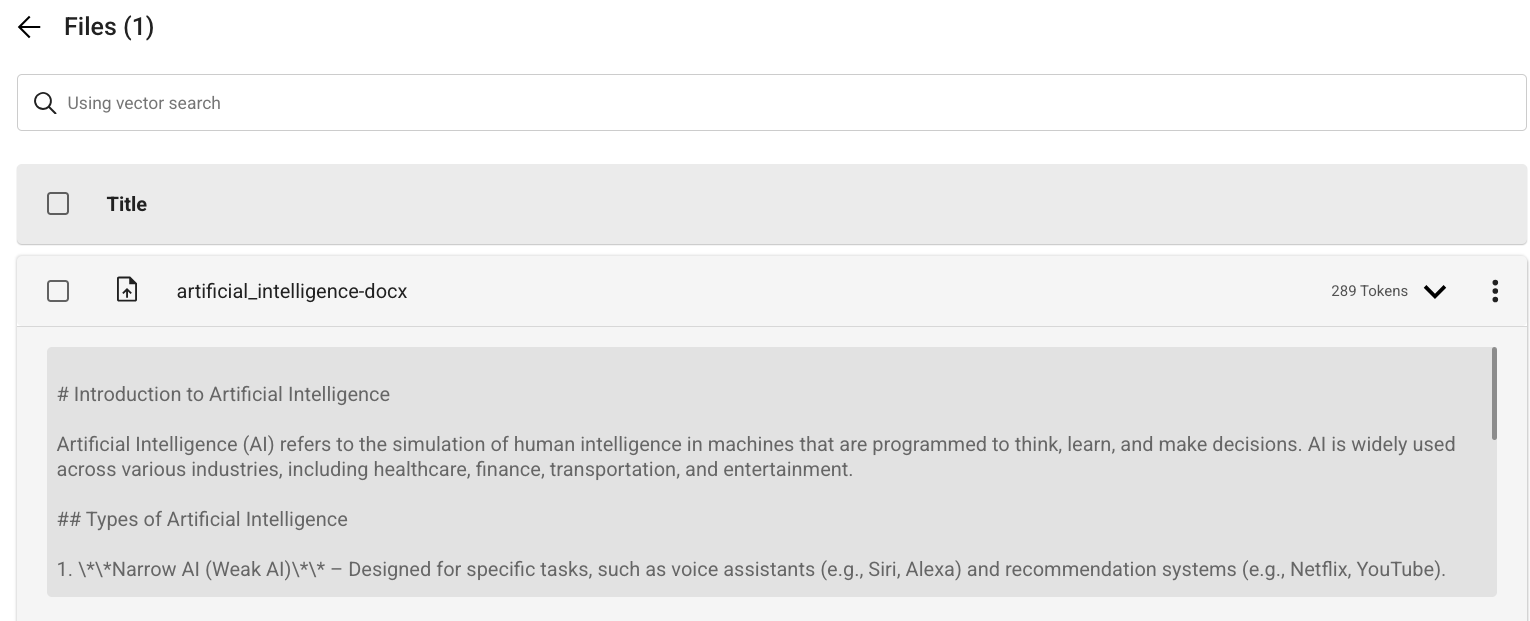 Files (1)
Using vector search
Title
artificial_intelligence-docx
289 Tokens
# Introduction to Artificial Intelligence
Artificial Intelligence (AI) refers to the simulation of human intelligence in machines that are programmed to think, learn, and make decisions. AI is widely used
across various industries, including healthcare, finance, transportation, and entertainment.
## Types of Artificial Intelligence
1. \*\*Narrow AI (Weak AI)\*\* – Designed for specific tasks, such as voice assistants (e.g., Siri, Alexa) and recommendation systems (e.g., Netflix, YouTube).